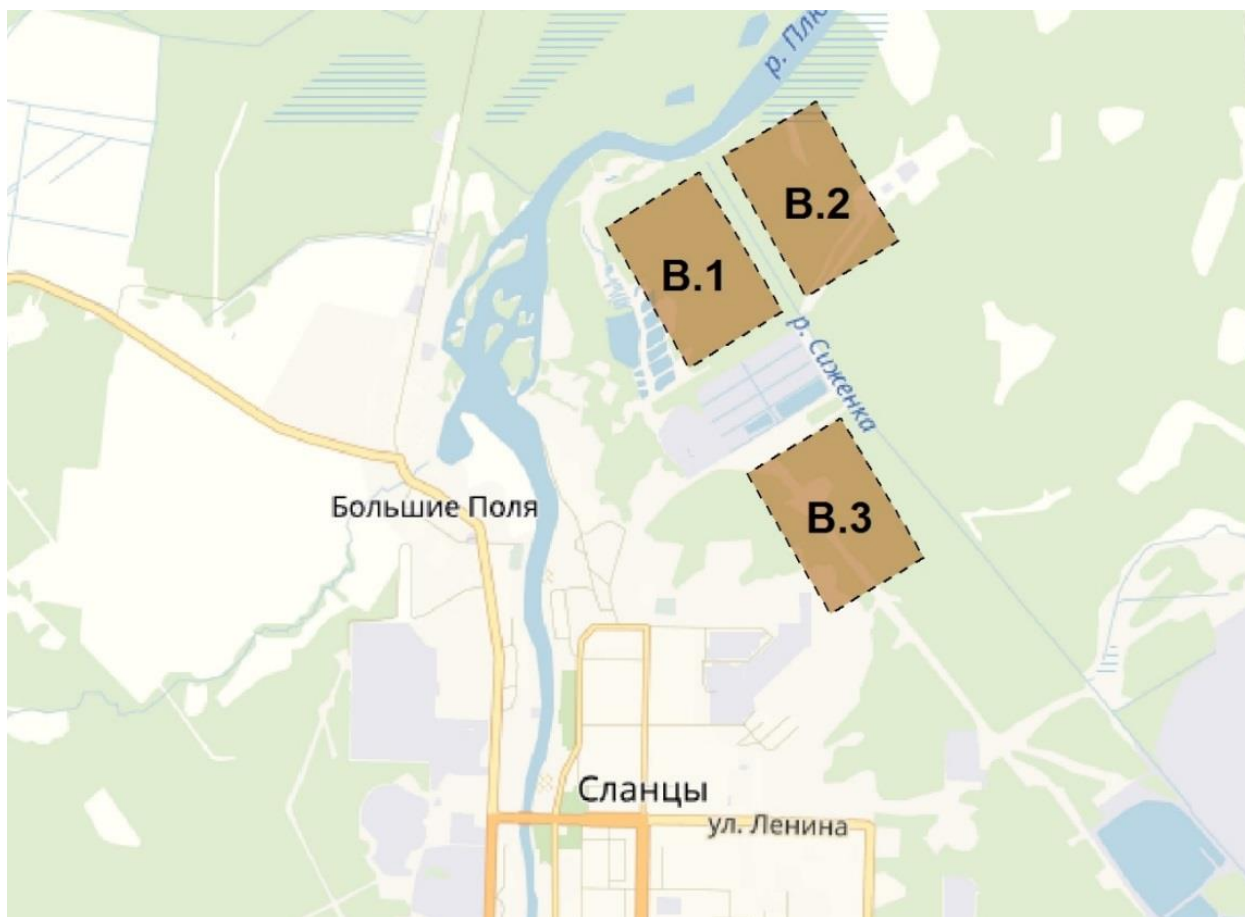 р. Плю
В.2
В.1
р. Сиженка
В.3
Большие Поля
Сланцы
ул. Ленина